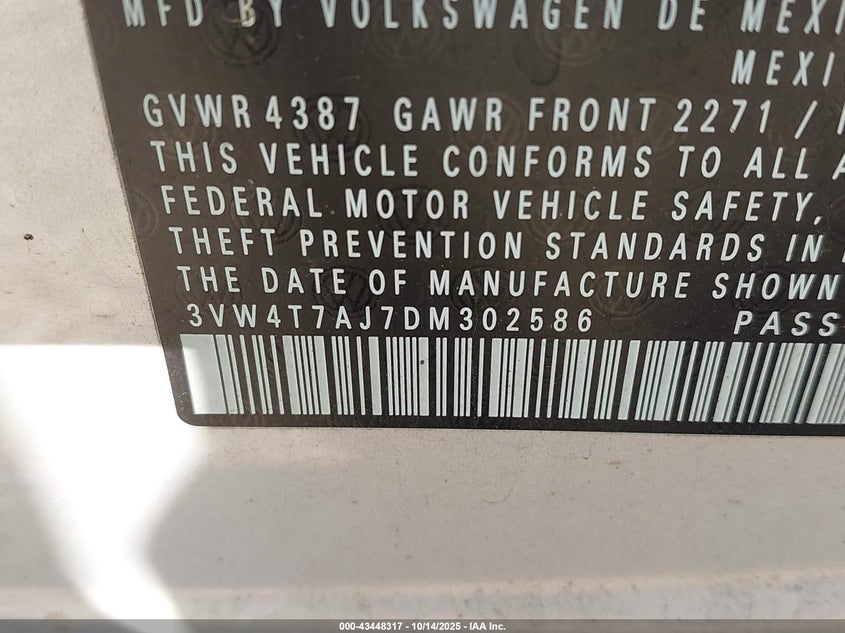 MFD BY VOLKSWAGEN DE MEXI
MEXI
GVWR 4387 GAWR FRONT 2271 /
THIS VEHICLE CONFORMS TO ALL A
FEDERAL MOTOR VEHICLE SAFETY,
THEFT PREVENTION STANDARDS IN
THE DATE OF MANUFACTURE SHOWN
3VW4T7AJ7DM302586 PASS
000-43448317 | 10/14/2025 | IAA Inc.